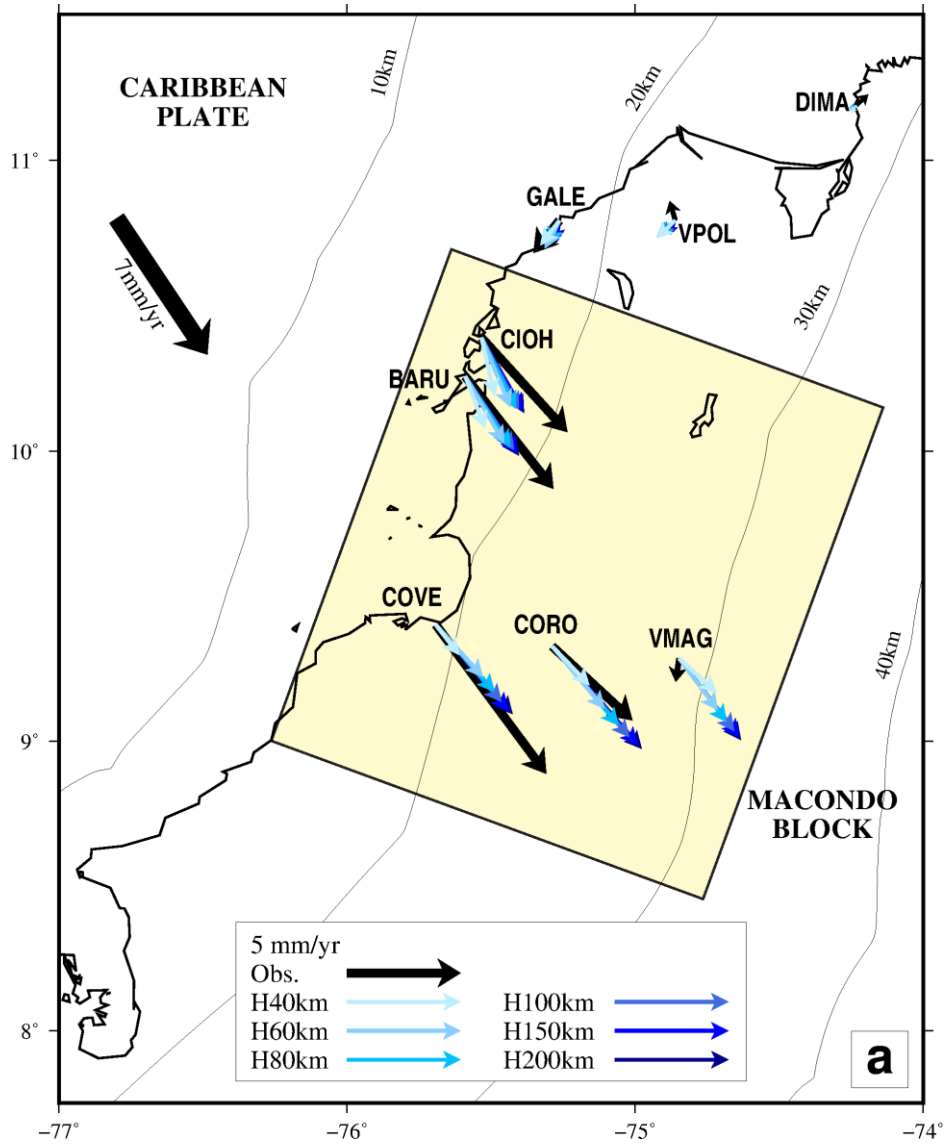 CARIBBEAN
PLATE
10km
20km
DIMA
11°
GALE
VPOL
7mm/yr
30km
CIOH
BARU
10°
COVE
CORO
VMAG
40km
9°
MACONDO
BLOCK
5 mm/yr
Obs.
H40km
H100km
H60km
H150km
H80km
H200km
8°
a
−77°
−76°
−75°
−74°